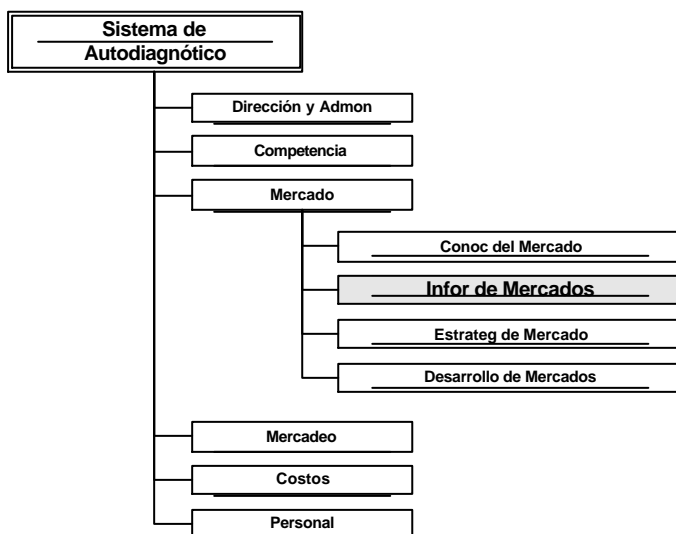 Sistema de
Autodiagnótico
Dirección y Admon
Competencia
Mercado
Conoc del Mercado
Infor de Mercados
Estrateg de Mercado
Desarrollo de Mercados
Mercadeo
Costos
Personal